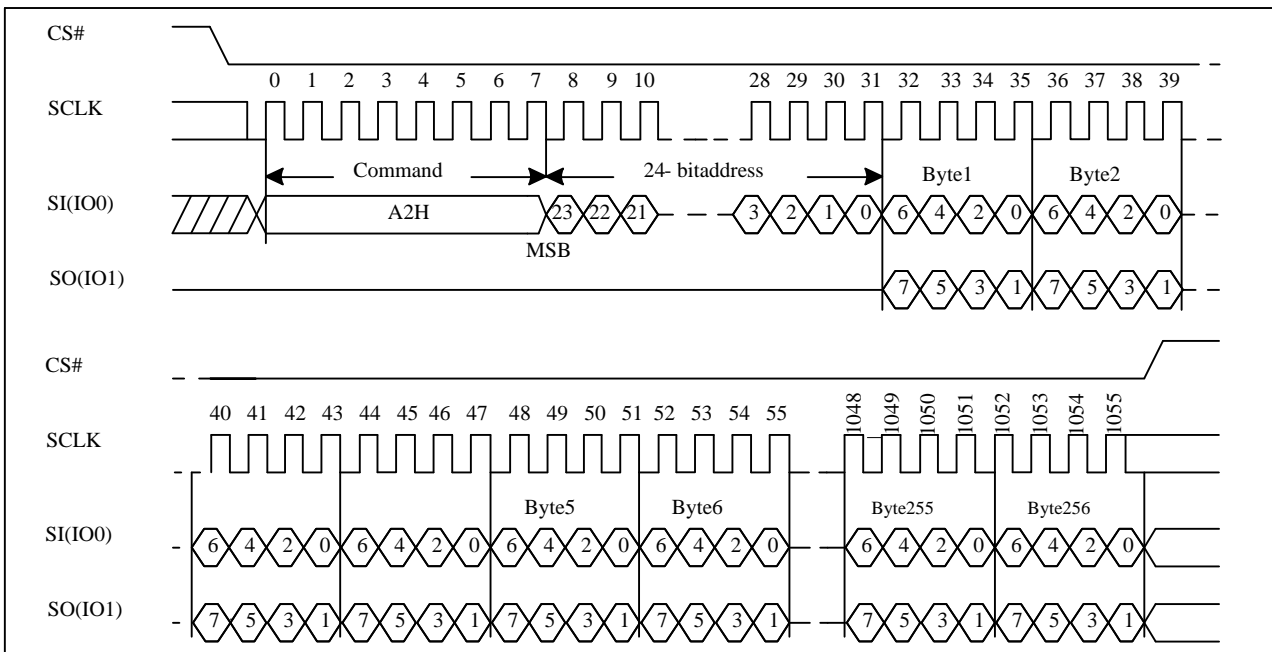 CS#
0 1 2 3 4 5 6 7 8 9 10 28 29 30 31 32 33 34 35 36 37 38 39
SCLK
Command 24- bitaddress Byte1 Byte2
SI(IO0) A2H 23 22 21 3 2 1 0 6 4 2 0 6 4 2 0
MSB
SO(IO1) 7 5 3 1 7 5 3 1
CS#
40 41 42 43 44 45 46 47 48 49 50 51 52 53 54 55 1048 1049 1050 1051 1052 1053 1054 1055
SCLK
Byte5 Byte6 Byte255 Byte256
SI(IO0) 6 4 2 0 6 4 2 0 6 4 2 0 6 4 2 0 6 4 2 0 6 4 2 0
SO(IO1) 7 5 3 1 7 5 3 1 7 5 3 1 7 5 3 1 7 5 3 1 7 5 3 1